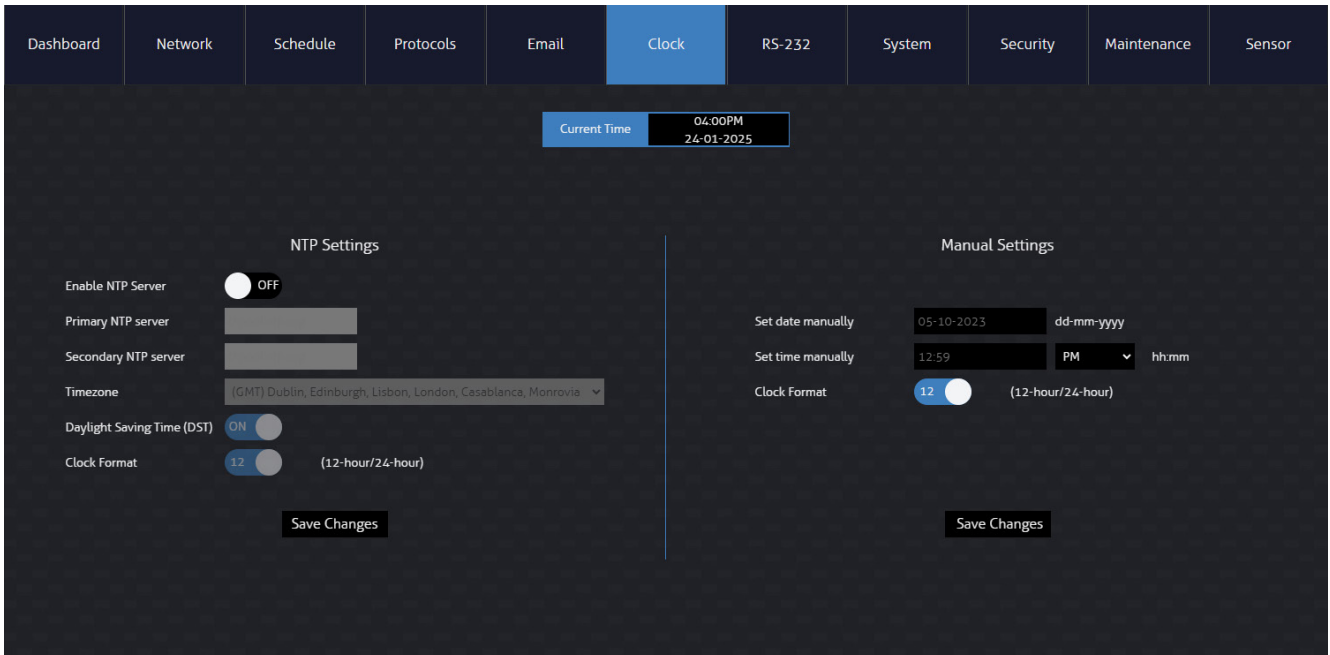 Dashboard Network Schedule Protocols Email Clock RS-232 System Security Maintenance Sensor
Current Time
04:00PM
24-01-2025
NTP Settings
Enable NTP Server OFF
Primary NTP server
Secondary NTP server
Timezone (GMT) Dublin, Edinburgh, Lisbon, London, Casablanca, Monrovia
Daylight Saving Time (DST) ON
Clock Format 12 (12-hour/24-hour)
Save Changes
Manual Settings
Set date manually 05-10-2023 dd-mm-yyyy
Set time manually 12:59 PM hh:mm
Clock Format 12 (12-hour/24-hour)
Save Changes